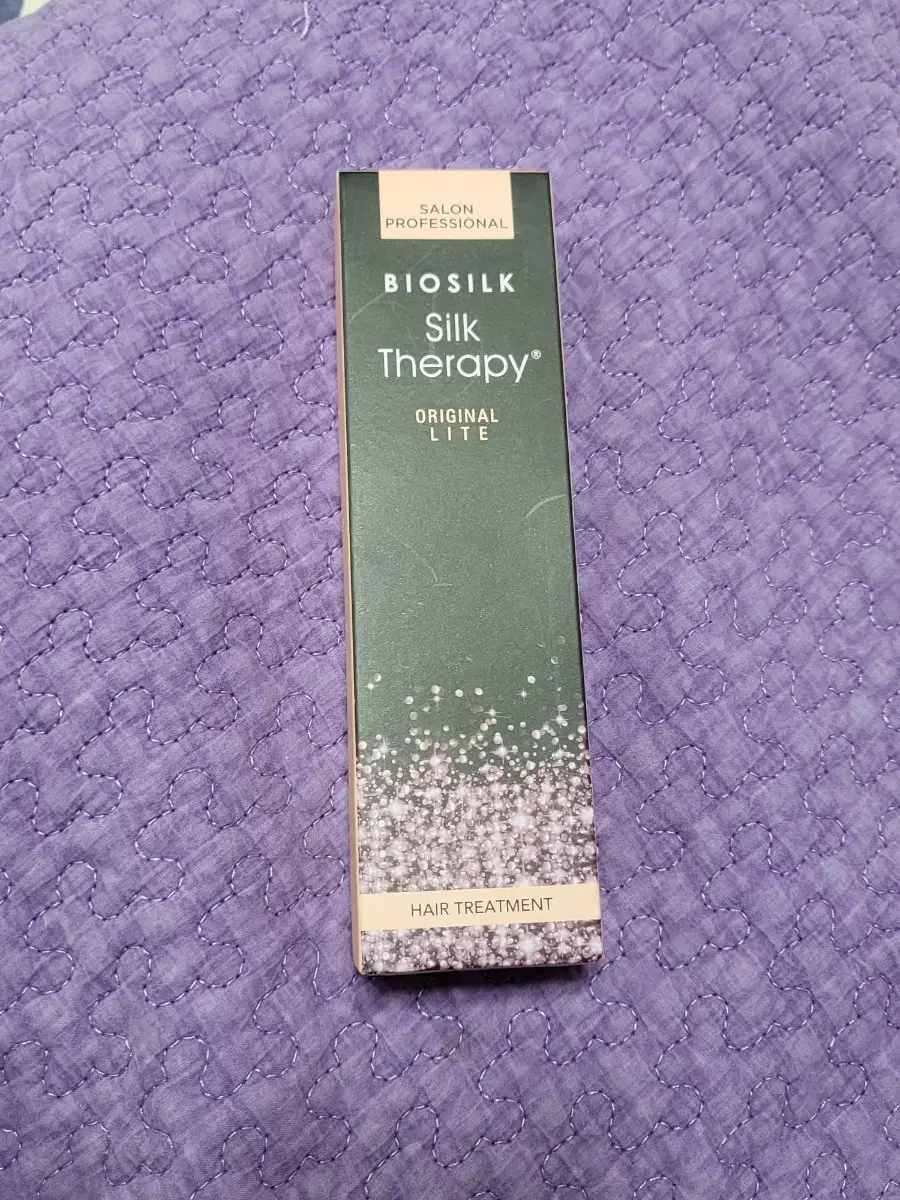 SALON
PROFESSIONAL
BIOSILK
Silk
Therapy®
ORIGINAL
LITE
HAIR TREATMENT